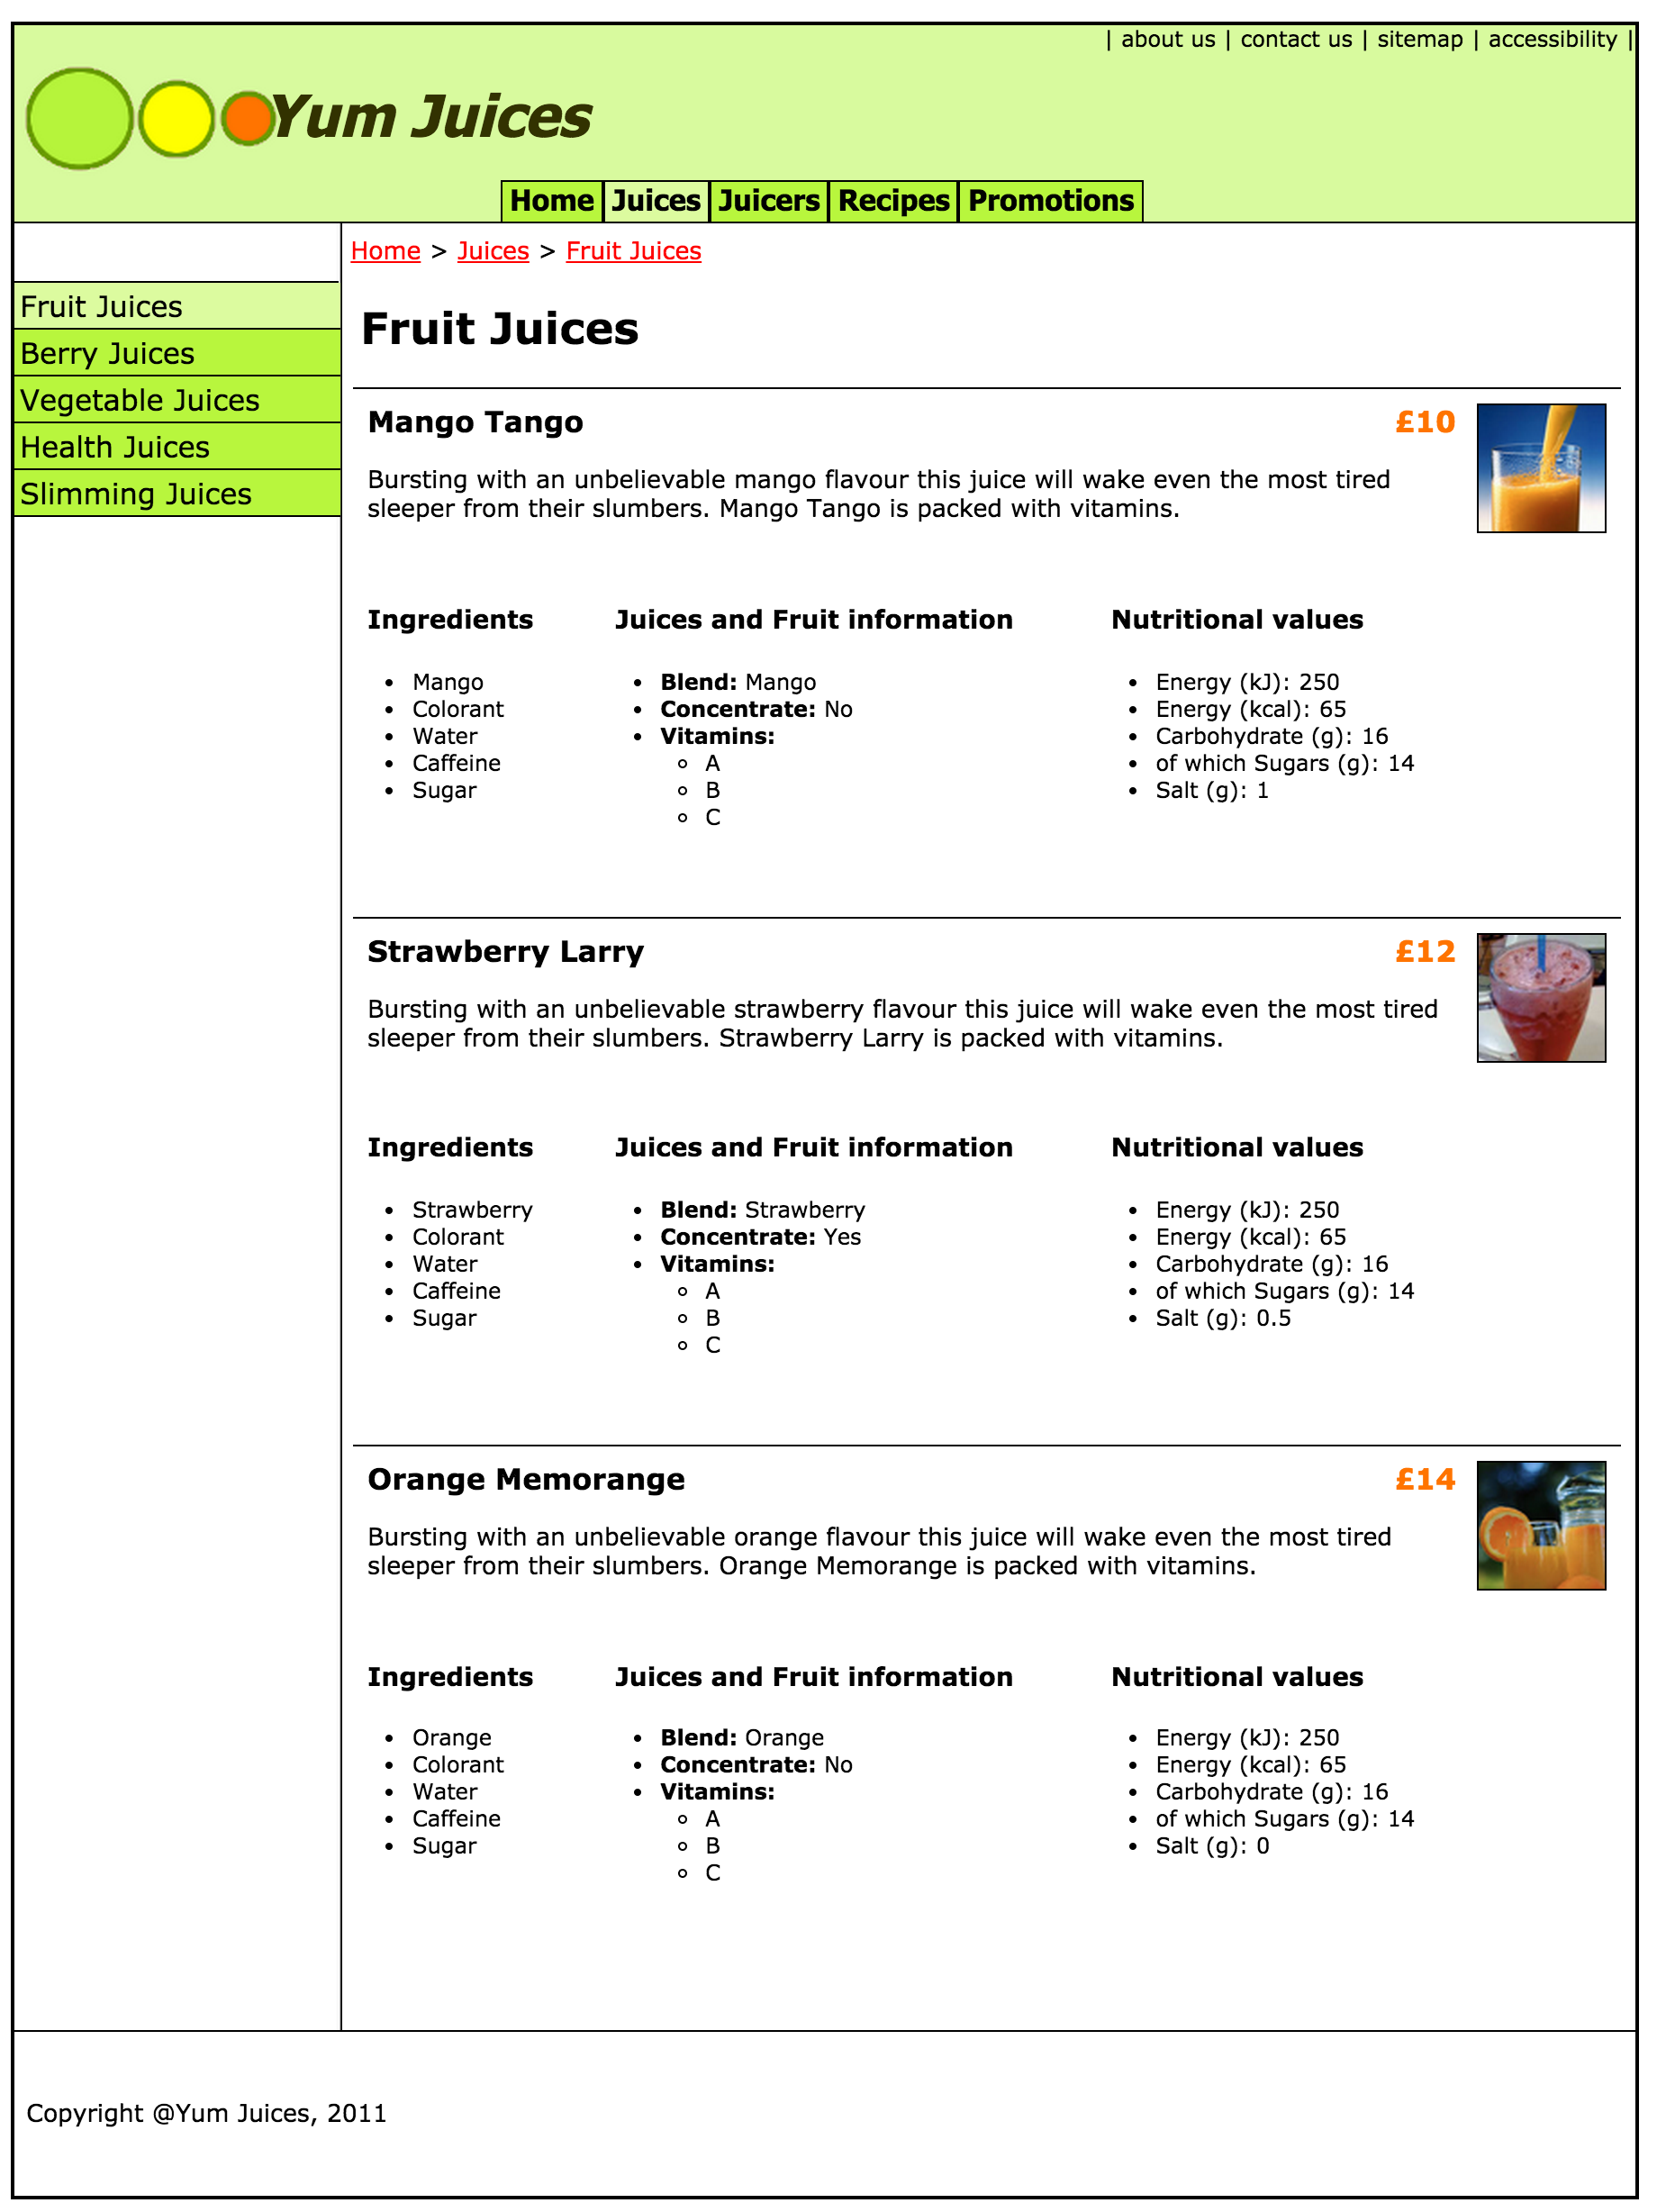 | about us | contact us | sitemap | accessibility |
Yum Juices
Home Juices Juicers Recipes Promotions
Home > Juices > Fruit Juices
Fruit Juices
Berry Juices
Vegetable Juices
Health Juices
Slimming Juices
Fruit Juices
Mango Tango £10
Bursting with an unbelievable mango flavour this juice will wake even the most tired
sleeper from their slumbers. Mango Tango is packed with vitamins.
Ingredients
• Mango
• Colorant
• Water
• Caffeine
• Sugar
Juices and Fruit information
• Blend: Mango
• Concentrate: No
• Vitamins:
◦ A
◦ B
◦ C
Nutritional values
• Energy (kJ): 250
• Energy (kcal): 65
• Carbohydrate (g): 16
• of which Sugars (g): 14
• Salt (g): 1
Strawberry Larry £12
Bursting with an unbelievable strawberry flavour this juice will wake even the most tired
sleeper from their slumbers. Strawberry Larry is packed with vitamins.
Ingredients
• Strawberry
• Colorant
• Water
• Caffeine
• Sugar
Juices and Fruit information
• Blend: Strawberry
• Concentrate: Yes
• Vitamins:
◦ A
◦ B
◦ C
Nutritional values
• Energy (kJ): 250
• Energy (kcal): 65
• Carbohydrate (g): 16
• of which Sugars (g): 14
• Salt (g): 0.5
Orange Memorange £14
Bursting with an unbelievable orange flavour this juice will wake even the most tired
sleeper from their slumbers. Orange Memorange is packed with vitamins.
Ingredients
• Orange
• Colorant
• Water
• Caffeine
• Sugar
Juices and Fruit information
• Blend: Orange
• Concentrate: No
• Vitamins:
◦ A
◦ B
◦ C
Nutritional values
• Energy (kJ): 250
• Energy (kcal): 65
• Carbohydrate (g): 16
• of which Sugars (g): 14
• Salt (g): 0
Copyright @Yum Juices, 2011